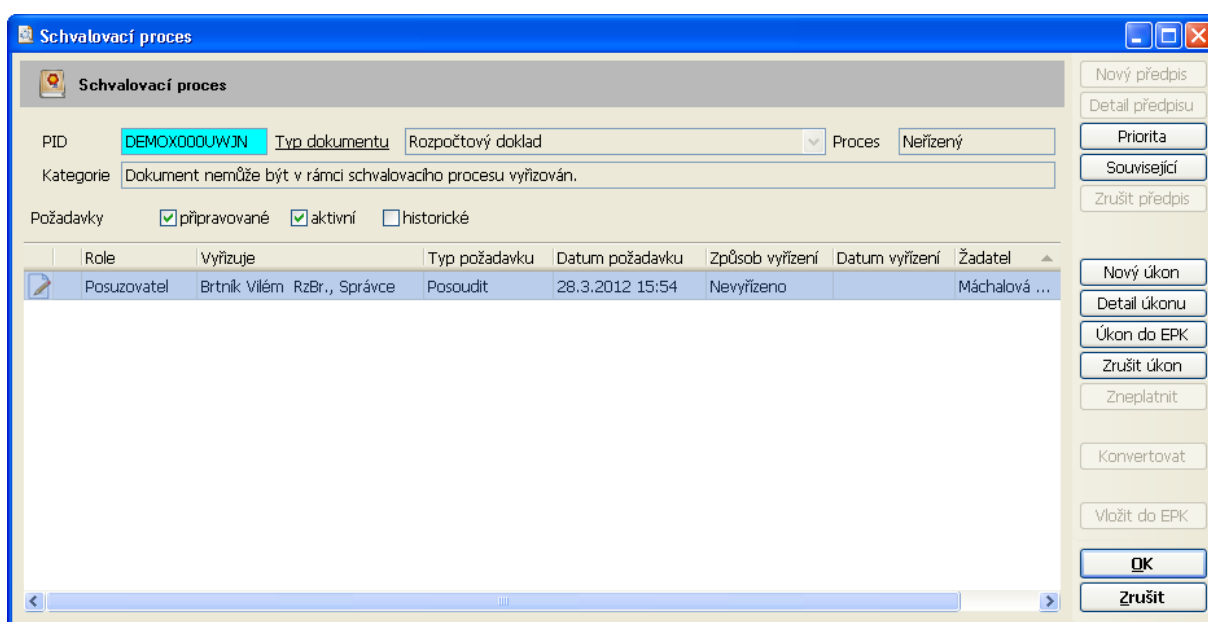 Schvalovací proces
Schvalovací proces
PID DEMOX000UWJN Typ dokumentu Rozpočtový doklad Proces Neřízený
Kategorie Dokument nemůže být v rámci schvalovacího procesu vyřizován.
Požadavky připravované aktivní historické
Role Vyřizuje Typ požadavku Datum požadavku Způsob vyřízení Datum vyřízení Žadatel
Posuzovatel Brtník Vilém RzBr., Správce Posoudit 28.3.2012 15:54 Nevyřízeno Máchalová ...
Nový předpis
Detail předpisu
Priorita
Související
Zrušit předpis
Nový úkon
Detail úkonu
Úkon do EPK
Zrušit úkon
Zneplatnit
Konvertovat
Vložit do EPK
OK
Zrušit